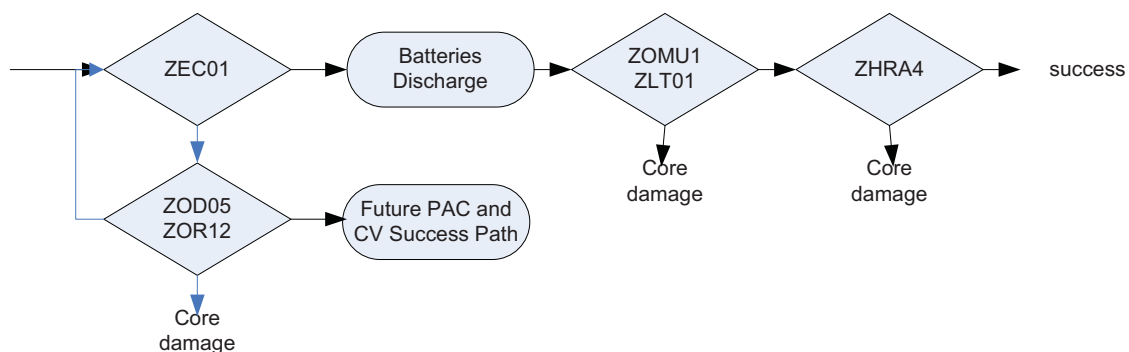 ZEC01
Batteries
Discharge
ZOMU1
ZLT01
ZHRA4
success
Core
damage
Core
damage
ZOD05
ZOR12
Future PAC and
CV Success Path
Core
damage